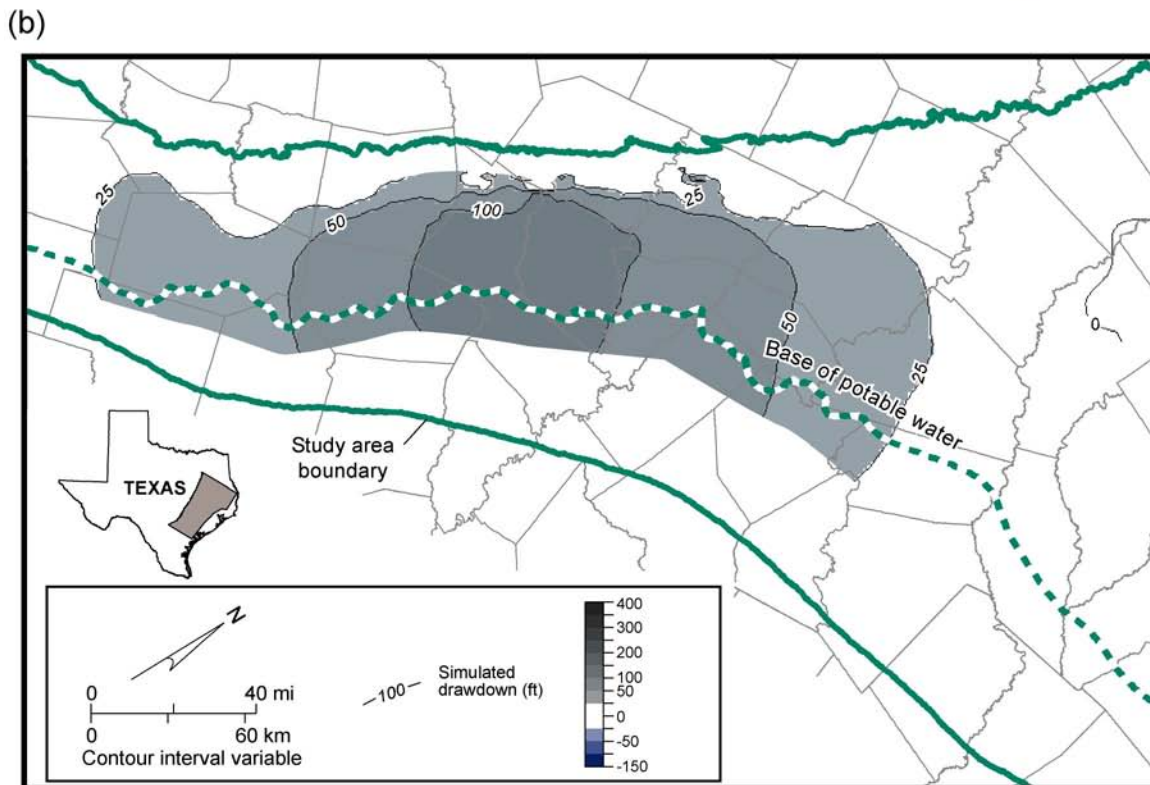 (b)
25
50
100
25
50
25
0
Base of potable water
Study area
boundary
TEXAS
N
0 40 mi
0 60 km
Contour interval variable
100
Simulated
drawdown (ft)
400
300
200
100
50
0
-50
-150